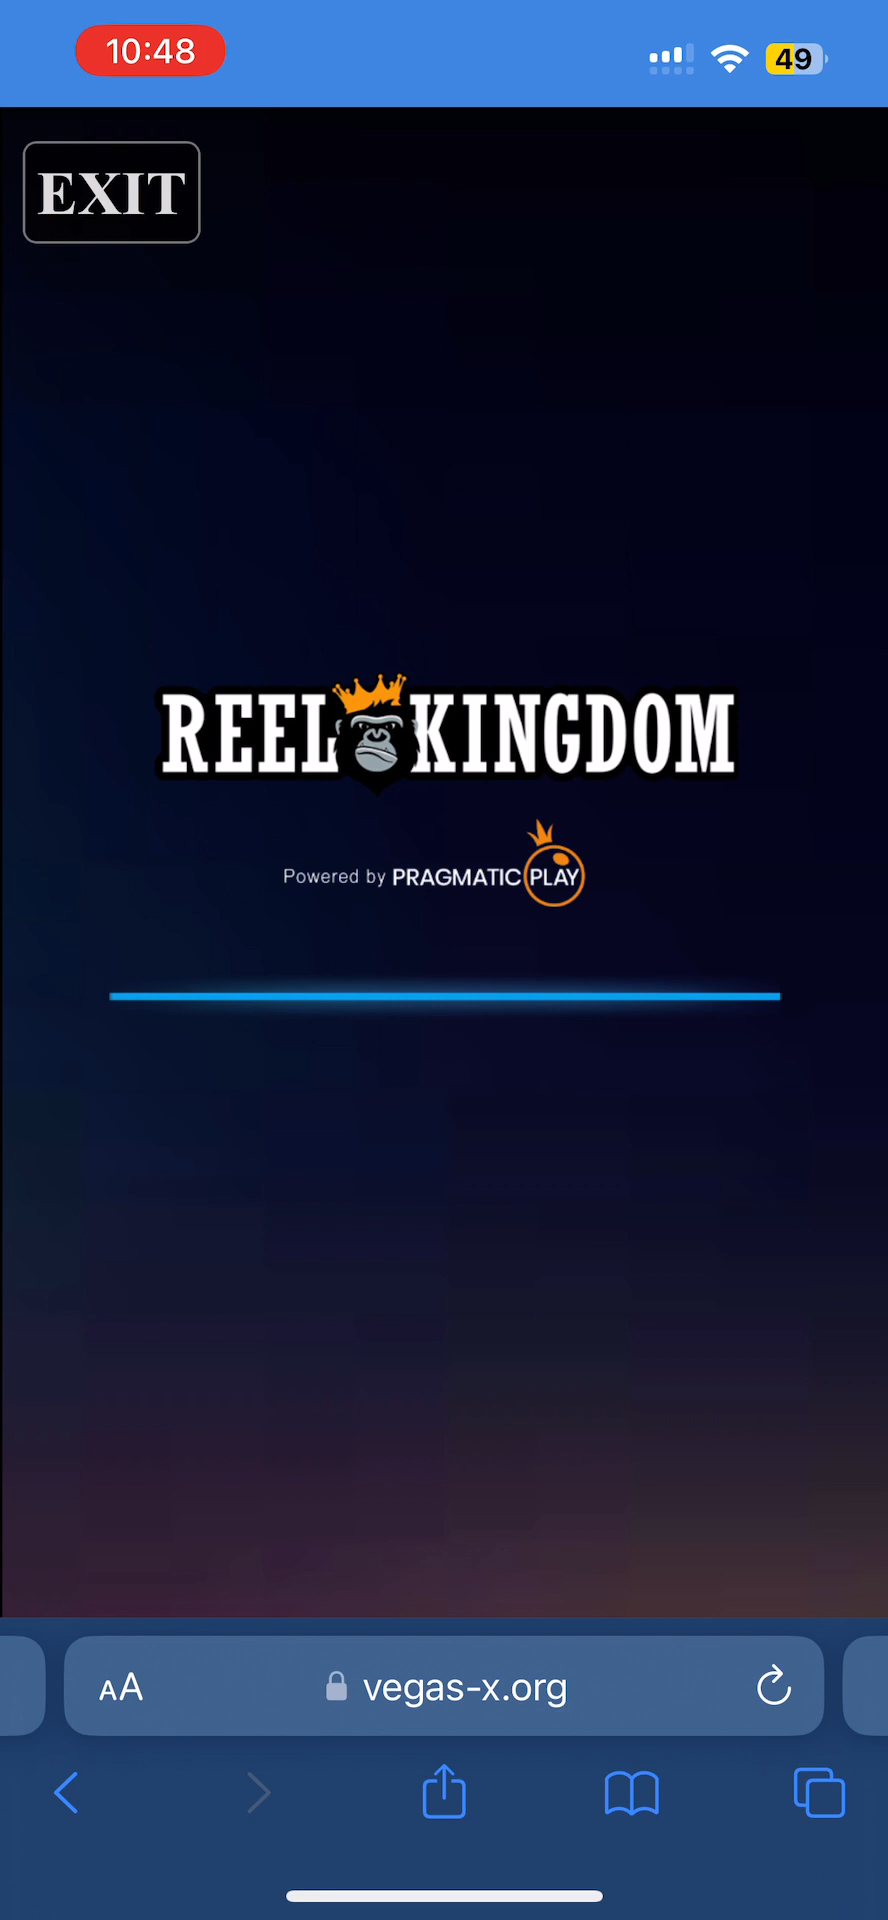 10:48
49
EXIT
REEL KINGDOM
Powered by PRAGMATIC PLAY
AA
vegas-x.org